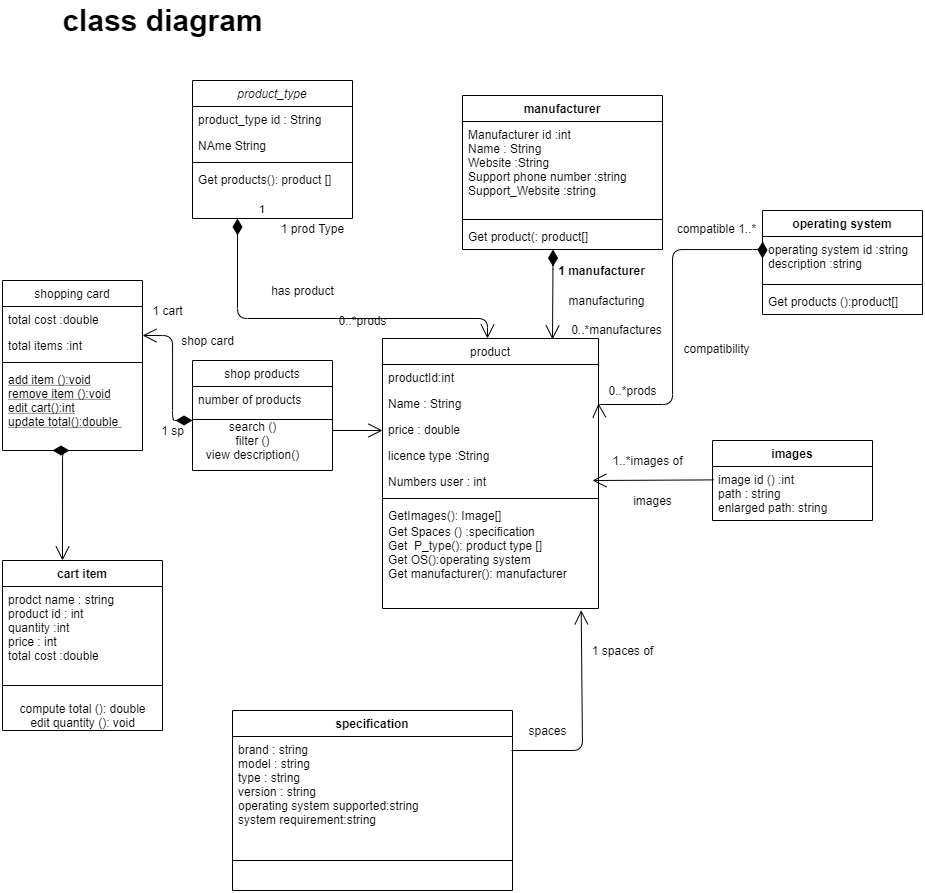 class diagram
product_type
product_type id : String
NAme String
Get products(): product []
1
1 prod Type
manufacturer
Manufacturer id :int
Name : String
Website :String
Support phone number :string
Support_Website :string
Get product(: product[]
1 manufacturer
manufacturing
0..*manufactures
compatible 1..*
operating system
operating system id :string
description :string
Get products ():product[]
compatibility
0..*prods
has product
0..*prods
shopping card
total cost :double
total items :int
add item ():void
remove item ():void
edit cart():int
update total():double
1 cart
shop card
1 sp
shop products
number of products
search ()
filter ()
view description()
product
productId:int
Name : String
price : double
licence type :String
Numbers user : int
GetImages(): Image[]
Get Spaces () :specification
Get  P_type(): product type []
Get OS():operating system
Get manufacturer(): manufacturer
1..*images of
images
images
image id () :int
path : string
enlarged path: string
cart item
prodct name : string
product id : int
quantity :int
price : int
total cost :double
compute total (): double
edit quantity (): void
1 spaces of
spaces
specification
brand : string
model : string
type : string
version : string
operating system supported:string
system requirement:string